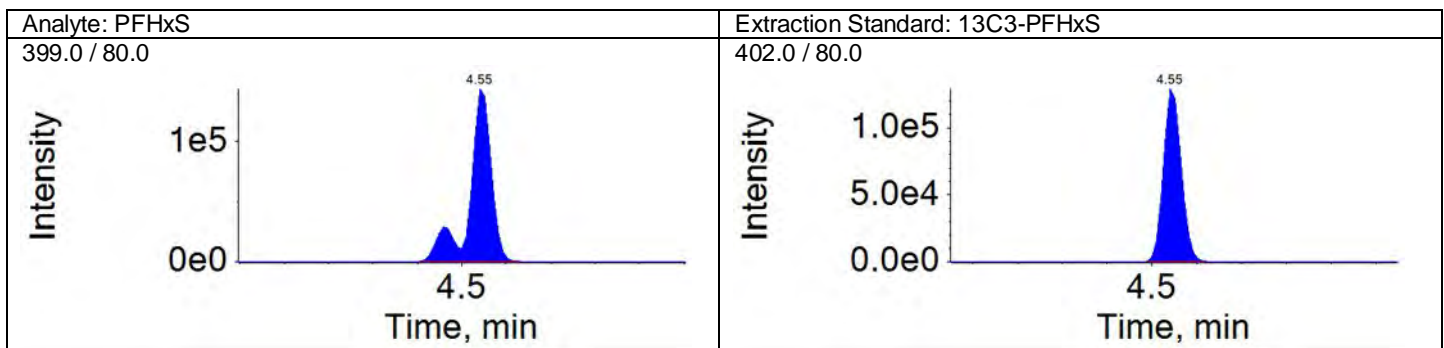 Analyte: PFHxS
399.0 / 80.0
4.55
Intensity
1e5
0e0
4.5
Time, min
Extraction Standard: 13C3-PFHxS
402.0 / 80.0
4.55
Intensity
1.0e5
5.0e4
0.0e0
4.5
Time, min